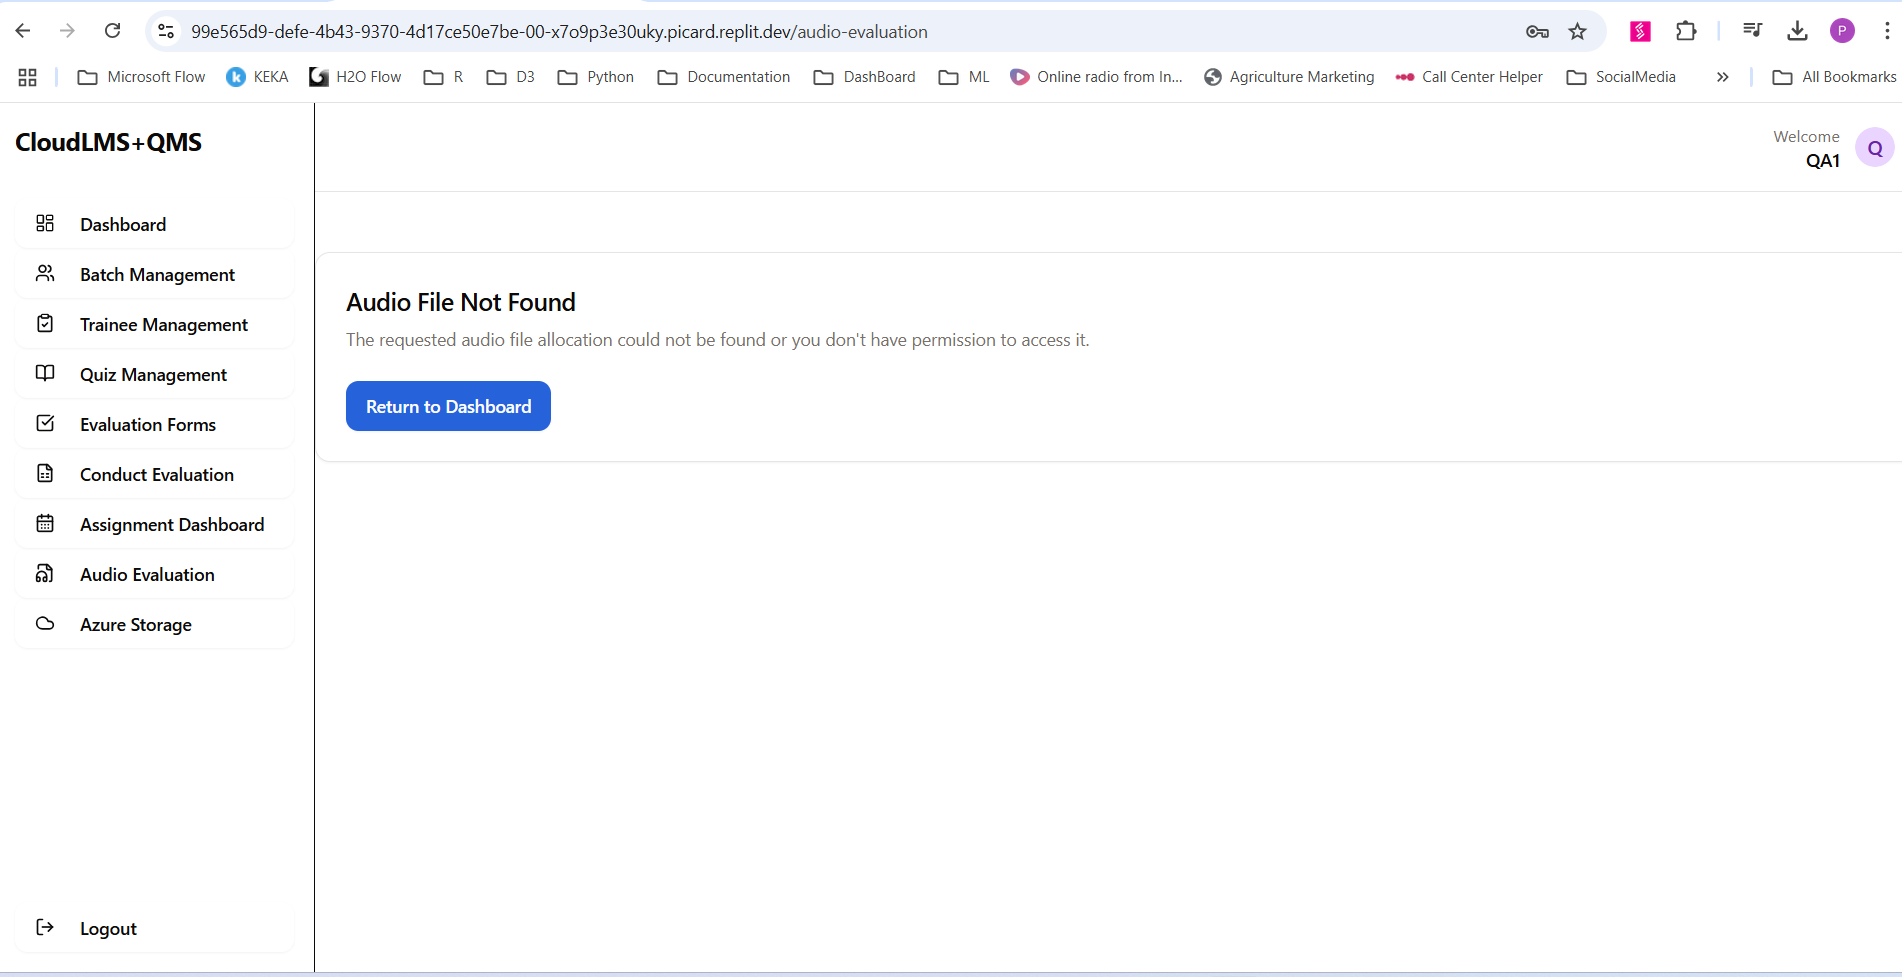 99e565d9-defe-4b43-9370-4d17ce50e7be-00-x7o9p3e30uky.picard.replit.dev/audio-evaluation
P
Microsoft Flow
KEKA
H2O Flow
R
D3
Python
Documentation
DashBoard
ML
Online radio from In...
Agriculture Marketing
Call Center Helper
SocialMedia
All Bookmarks
CloudLMS+QMS
Welcome
QA1
Q
Dashboard
Batch Management
Trainee Management
Quiz Management
Evaluation Forms
Conduct Evaluation
Assignment Dashboard
Audio Evaluation
Azure Storage
Logout
Audio File Not Found
The requested audio file allocation could not be found or you don't have permission to access it.
Return to Dashboard